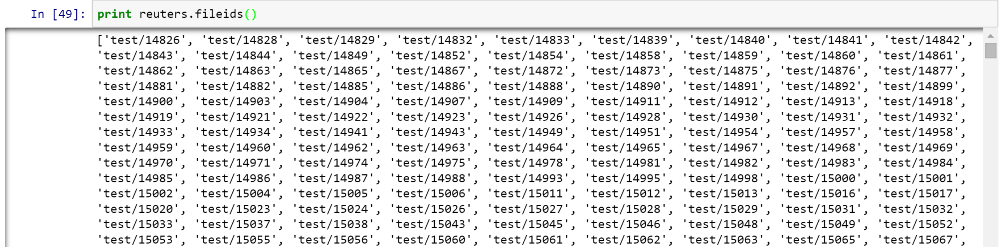 In [49]: print reuters.fileids()
['test/14826', 'test/14828', 'test/14829', 'test/14832', 'test/14833', 'test/14839', 'test/14840', 'test/14841', 'test/14842',
'test/14843', 'test/14844', 'test/14849', 'test/14852', 'test/14854', 'test/14858', 'test/14859', 'test/14860', 'test/14861',
'test/14862', 'test/14863', 'test/14865', 'test/14867', 'test/14872', 'test/14873', 'test/14875', 'test/14876', 'test/14877',
'test/14881', 'test/14882', 'test/14885', 'test/14886', 'test/14888', 'test/14890', 'test/14891', 'test/14892', 'test/14899',
'test/14900', 'test/14903', 'test/14904', 'test/14907', 'test/14909', 'test/14911', 'test/14912', 'test/14913', 'test/14918',
'test/14919', 'test/14921', 'test/14922', 'test/14923', 'test/14926', 'test/14928', 'test/14930', 'test/14931', 'test/14932',
'test/14933', 'test/14934', 'test/14941', 'test/14943', 'test/14949', 'test/14951', 'test/14954', 'test/14957', 'test/14958',
'test/14959', 'test/14960', 'test/14962', 'test/14963', 'test/14964', 'test/14965', 'test/14967', 'test/14968', 'test/14969',
'test/14970', 'test/14971', 'test/14974', 'test/14975', 'test/14978', 'test/14981', 'test/14982', 'test/14983', 'test/14984',
'test/14985', 'test/14986', 'test/14987', 'test/14988', 'test/14993', 'test/14995', 'test/14998', 'test/15000', 'test/15001',
'test/15002', 'test/15004', 'test/15005', 'test/15006', 'test/15011', 'test/15012', 'test/15013', 'test/15016', 'test/15017',
'test/15020', 'test/15023', 'test/15024', 'test/15026', 'test/15027', 'test/15028', 'test/15029', 'test/15031', 'test/15032',
'test/15033', 'test/15037', 'test/15038', 'test/15043', 'test/15045', 'test/15046', 'test/15048', 'test/15049', 'test/15052',
'test/15053', 'test/15055', 'test/15056', 'test/15060', 'test/15061', 'test/15062', 'test/15063', 'test/15065', 'test/15067',